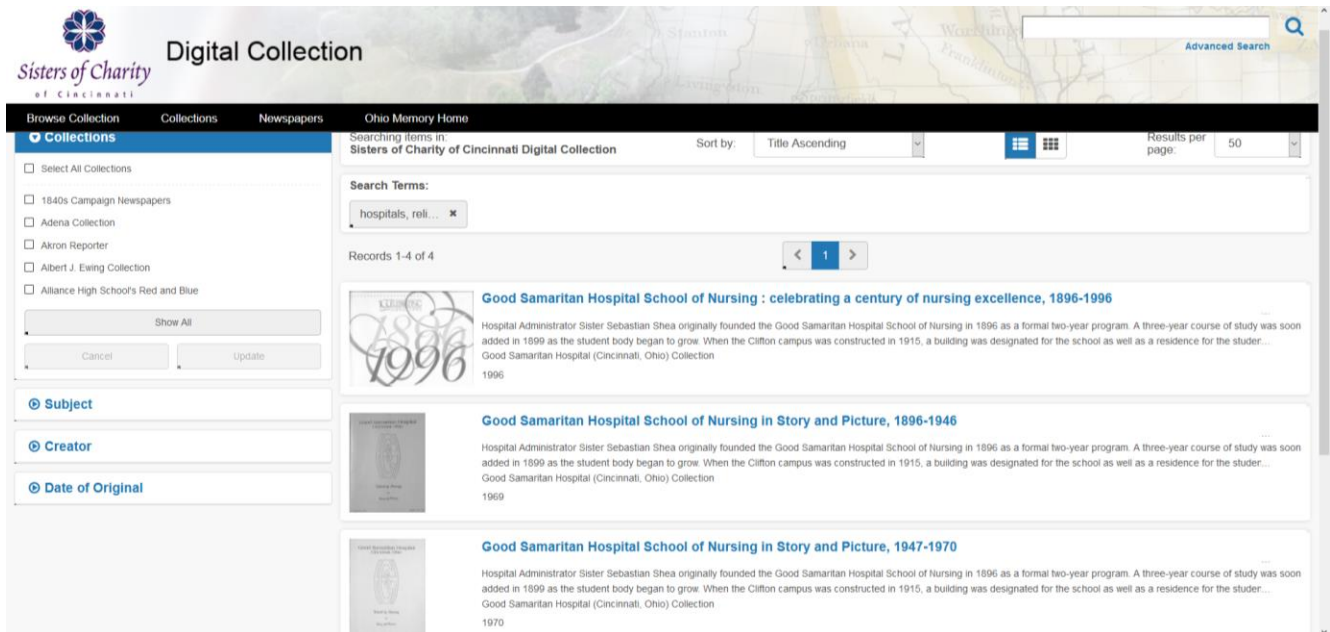 Sisters of Charity
of Cincinnati
Digital Collection
Advanced Search
Browse Collection Collections Newspapers Ohio Memory Home
Collections
Select All Collections
1840s Campaign Newspapers
Adena Collection
Akron Reporter
Albert J. Ewing Collection
Alliance High School's Red and Blue
Show All
Cancel Update
Subject
Creator
Date of Original
Searching items in:
Sisters of Charity of Cincinnati Digital Collection
Sort by: Title Ascending
Results per
page: 50
Search Terms:
hospitals, reli... ✖
Records 1-4 of 4
< 1 >
1896
1996
Good Samaritan Hospital School of Nursing : celebrating a century of nursing excellence, 1896-1996
Hospital Administrator Sister Sebastian Shea originally founded the Good Samaritan Hospital School of Nursing in 1896 as a formal two-year program. A three-year course of study was soon
added in 1899 as the student body began to grow. When the Clifton campus was constructed in 1915, a building was designated for the school as well as a residence for the studer...
Good Samaritan Hospital (Cincinnati, Ohio) Collection
1996
Good Samaritan Hospital School of Nursing in Story and Picture, 1896-1946
Hospital Administrator Sister Sebastian Shea originally founded the Good Samaritan Hospital School of Nursing in 1896 as a formal two-year program. A three-year course of study was soon
added in 1899 as the student body began to grow. When the Clifton campus was constructed in 1915, a building was designated for the school as well as a residence for the studer...
Good Samaritan Hospital (Cincinnati, Ohio) Collection
1969
Good Samaritan Hospital School of Nursing in Story and Picture, 1947-1970
Hospital Administrator Sister Sebastian Shea originally founded the Good Samaritan Hospital School of Nursing in 1896 as a formal two-year program. A three-year course of study was soon
added in 1899 as the student body began to grow. When the Clifton campus was constructed in 1915, a building was designated for the school as well as a residence for the studer...
Good Samaritan Hospital (Cincinnati, Ohio) Collection
1970